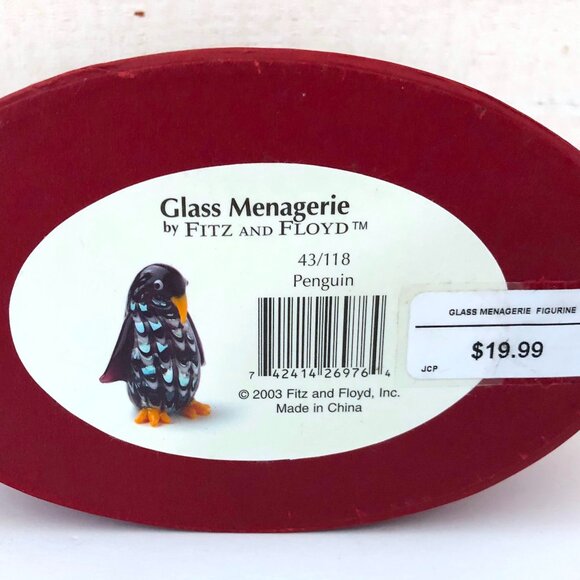 Glass Menagerie
by FITZ AND FLOYD™
43/118
Penguin
7 42414 26976 4
© 2003 Fitz and Floyd, Inc.
Made in China
GLASS MENAGERIE FIGURINE
$19.99
JCP